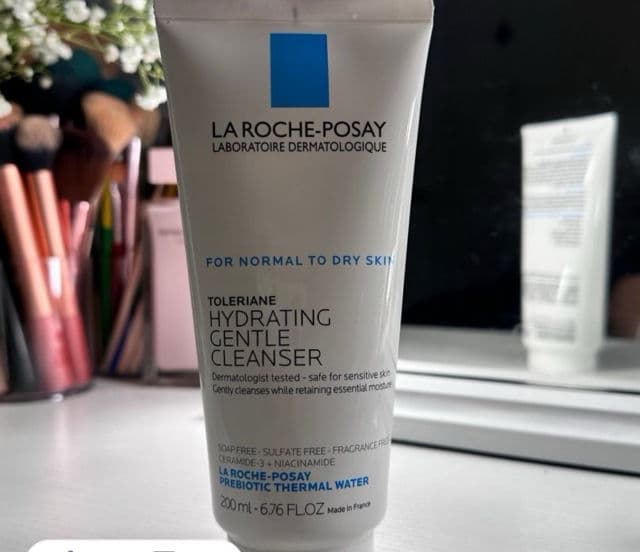 LA ROCHE-POSAY
LABORATOIRE DERMATOLOGIQUE
FOR NORMAL TO DRY SKIN
TOLERIANE
HYDRATING
GENTLE
CLEANSER
Dermatologist tested - safe for sensitive skin
Gently cleanses while retaining essential moisture
SOAP FREE - SULFATE FREE - FRAGRANCE FREE
CERAMIDE-3 + NIACINAMIDE
LA ROCHE-POSAY
PREBIOTIC THERMAL WATER
200 ml - 6.76 FL.OZ Made in France